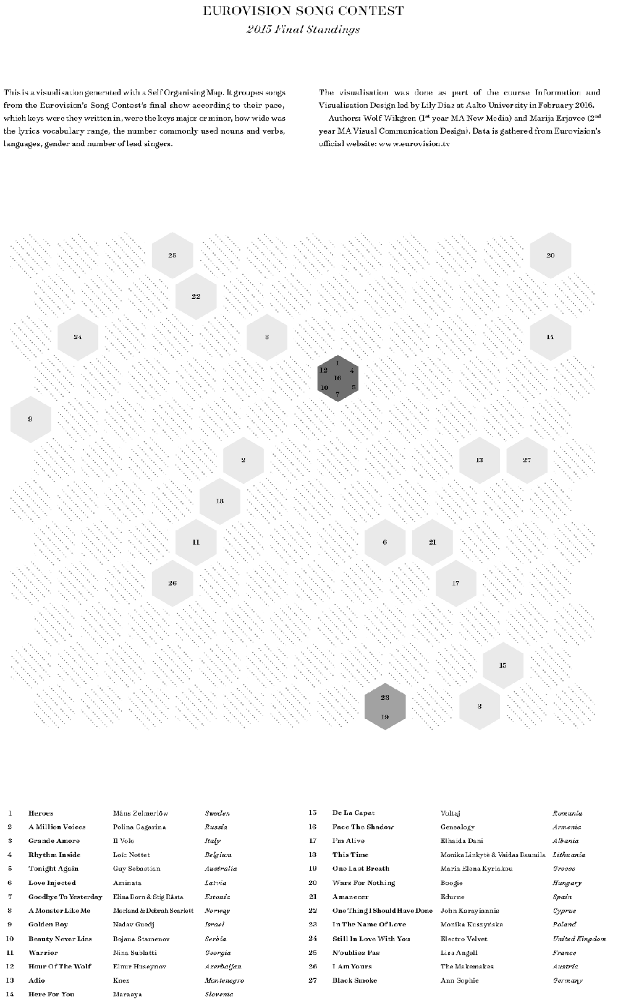 EUROVISION SONG CONTEST
2015 Final Standings
This is a visualisation generated with a Self Organising Map. It groupes songs
from the Eurovision's Song Contest's final show according to their pace,
which keys were they written in, were the keys major or minor, how wide was
the lyrics vocabulary range, the number commonly used nouns and verbs,
languages, gender and number of lead singers.
The visualisation was done as part of the course Information and
Visualisation Design led by Lily Diaz at Aalto University in February 2016.
Authors: Wolf Wikgren (1st year MA New Media) and Marija Erjavec (2nd
year MA Visual Communication Design). Data is gathered from Eurovision's
official website: www.eurovision.tv
25
20
22
24
8
14
1
12
4
16
10
5
7
9
2
13
27
18
11
6
21
26
17
15
23
3
19
1 Heroes Måns Zelmerlöw Sweden
2 A Million Voices Polina Gagarina Russia
3 Grande Amore Il Volo Italy
4 Rhythm Inside Loïc Nottet Belgium
5 Tonight Again Guy Sebastian Australia
6 Love Injected Aminata Latvia
7 Goodbye To Yesterday Elina Born & Stig Rästa Estonia
8 A Monster Like Me Mørland & Debrah Scarlett Norway
9 Golden Boy Nadav Guedj Israel
10 Beauty Never Lies Bojana Stamenov Serbia
11 Warrior Nina Sublatti Georgia
12 Hour Of The Wolf Elnur Huseynov Azerbaijan
13 Adio Knez Montenegro
14 Here For You Maraaya Slovenia
15 De La Capat Voltaj Romania
16 Face The Shadow Genealogy Armenia
17 I'm Alive Elhaida Dani Albania
18 This Time Monika Linkytė & Vaidas Baumila Lithuania
19 One Last Breath Maria Elena Kyriakou Greece
20 Wars For Nothing Boogie Hungary
21 Amanecer Edurne Spain
22 One Thing I Should Have Done John Karayiannis Cyprus
23 In The Name Of Love Monika Kuszyńska Poland
24 Still In Love With You Electro Velvet United Kingdom
25 N'oubliez Pas Lisa Angell France
26 I Am Yours The Makemakes Austria
27 Black Smoke Ann Sophie Germany